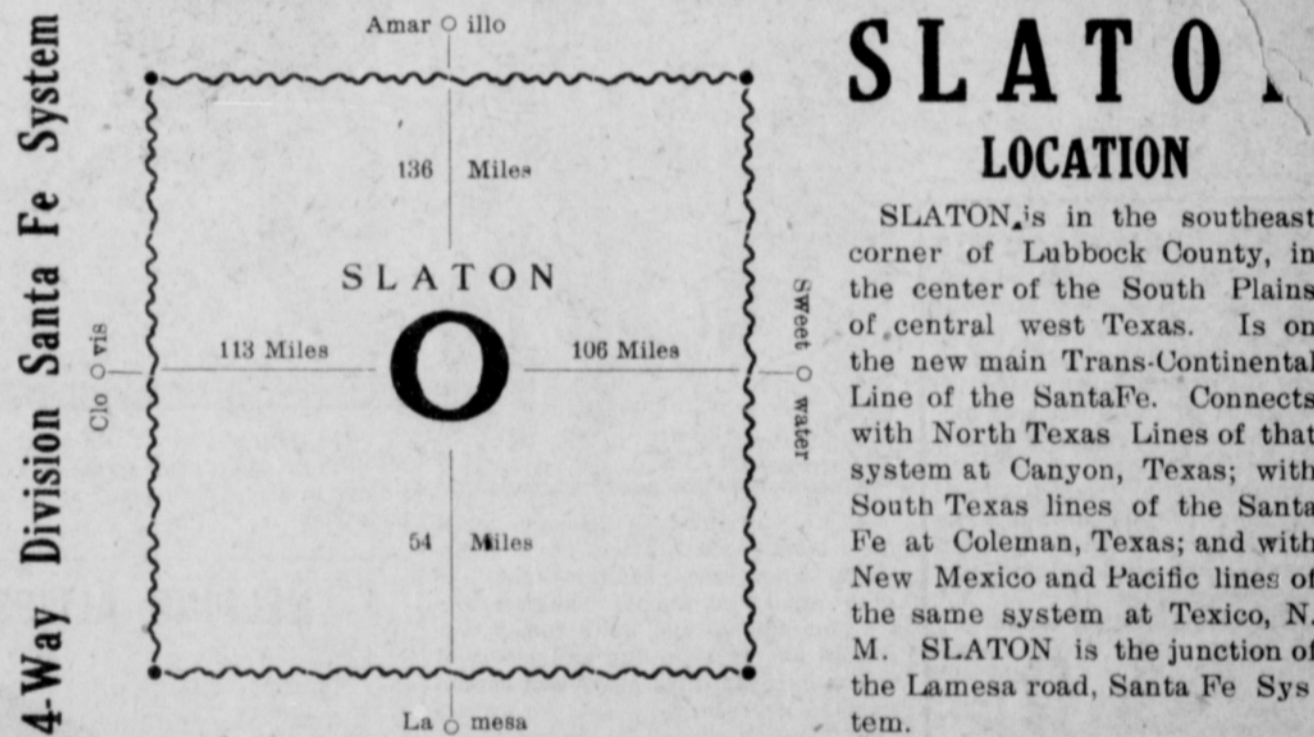 4-Way Division Santa Fe System
Amar O illo
136 Miles
SLATON
Clo O vis
113 Miles
O
106 Miles
Sweet O water
54 Miles
La O mesa
SLATO
LOCATION
SLATON is in the southeast
corner of Lubbock County, in
the center of the South Plains
of central west Texas. Is on
the new main Trans-Continental
Line of the SantaFe. Connects
with North Texas Lines of that
system at Canyon, Texas; with
South Texas lines of the Santa
Fe at Coleman, Texas; and with
New Mexico and Pacific lines of
the same system at Texico, N.
M. SLATON is the junction of
the Lamesa road, Santa Fe Sys
tem.